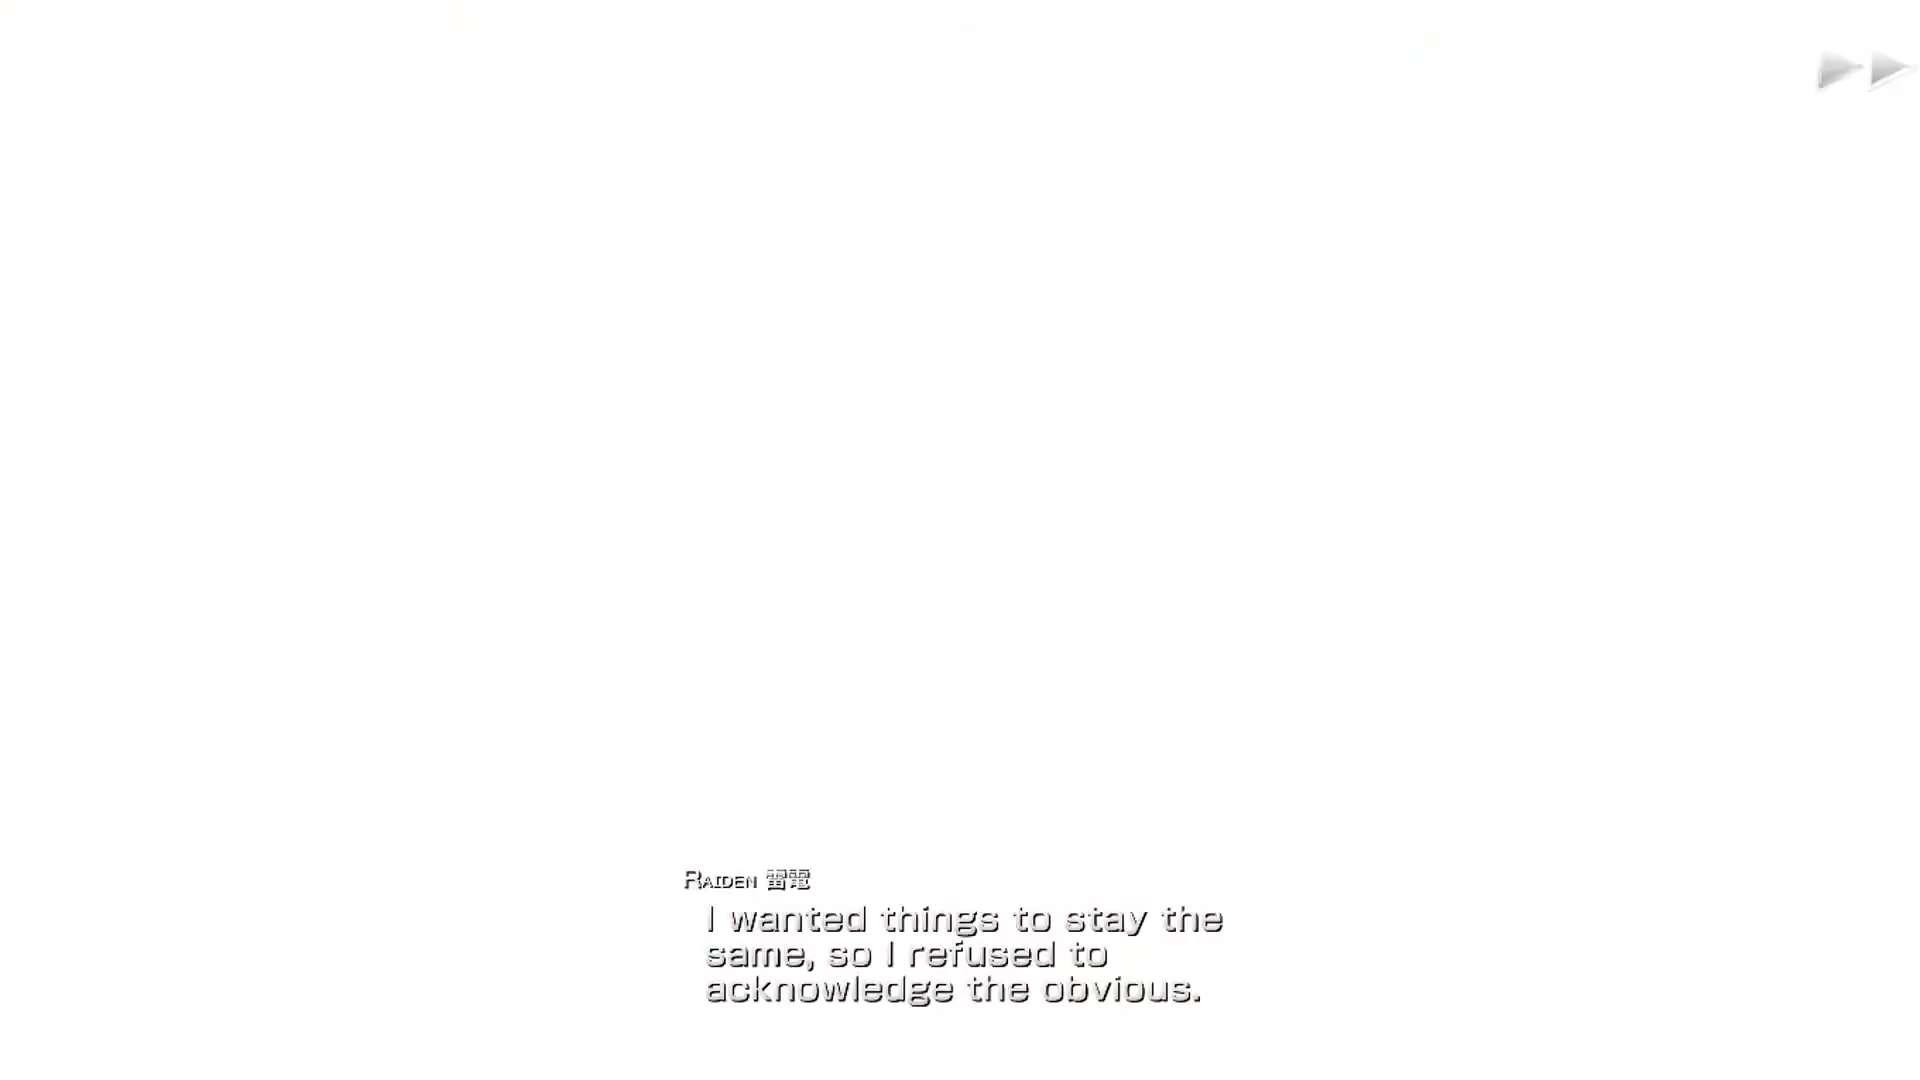 Raiden 雷電
I wanted things to stay the
same, so I refused to
acknowledge the obvious.